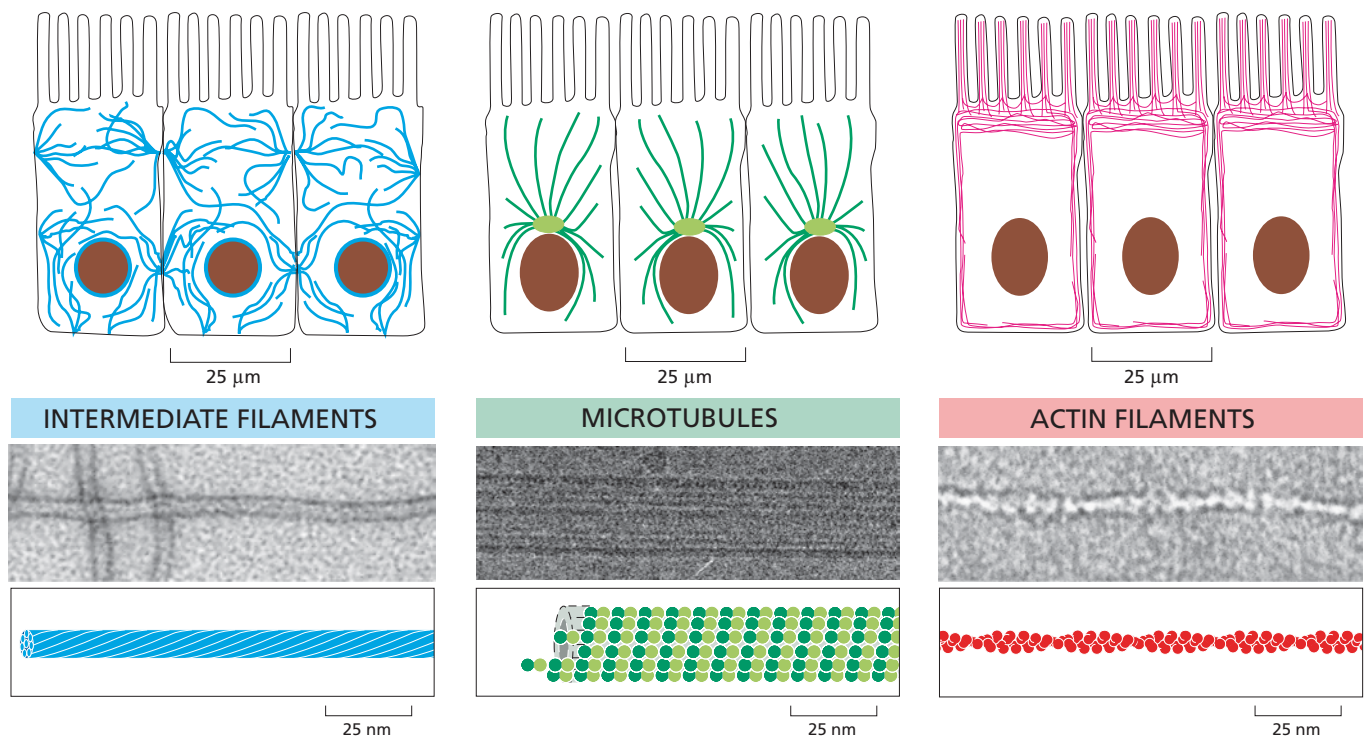 25 μm
25 μm
25 μm
INTERMEDIATE FILAMENTS
MICROTUBULES
ACTIN FILAMENTS
25 nm
25 nm
25 nm